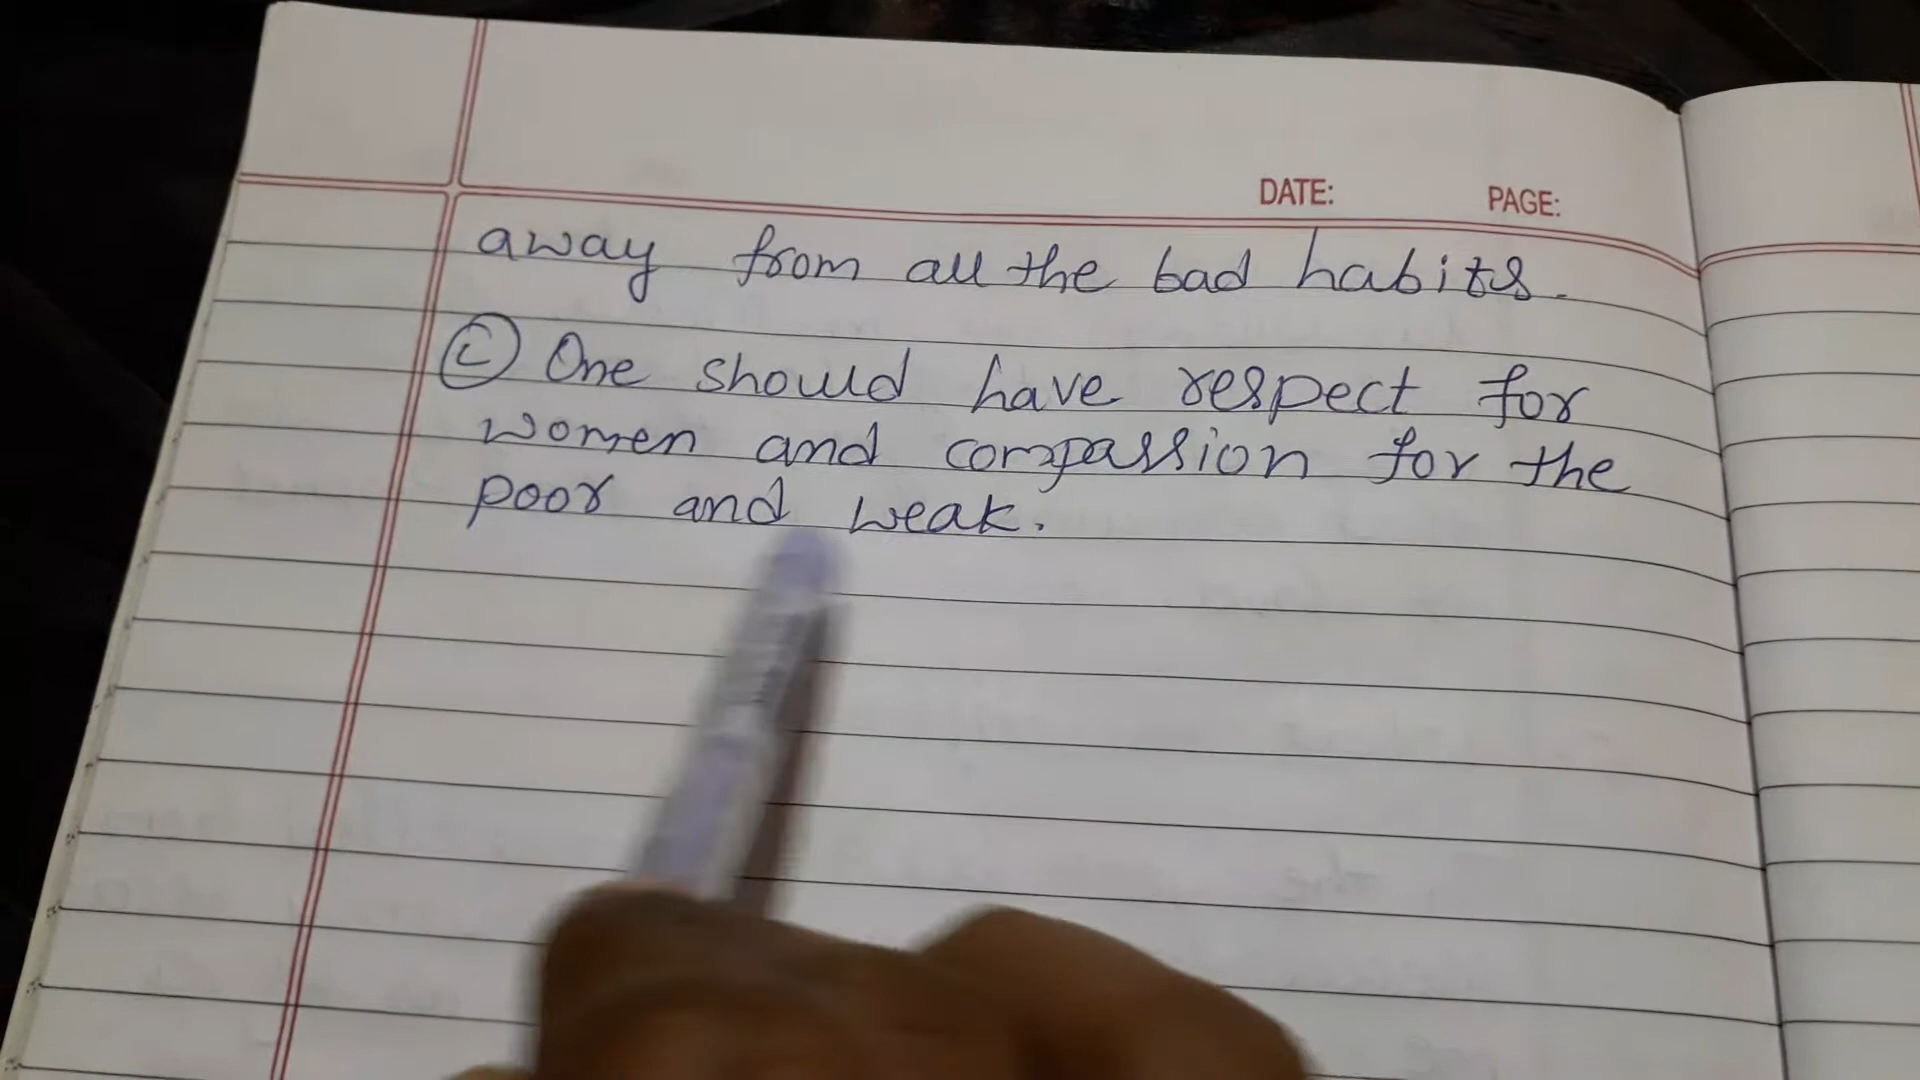 DATE: PAGE:
away from all the bad habits.
(C) One should have respect for
women and compassion for the
poor and weak.